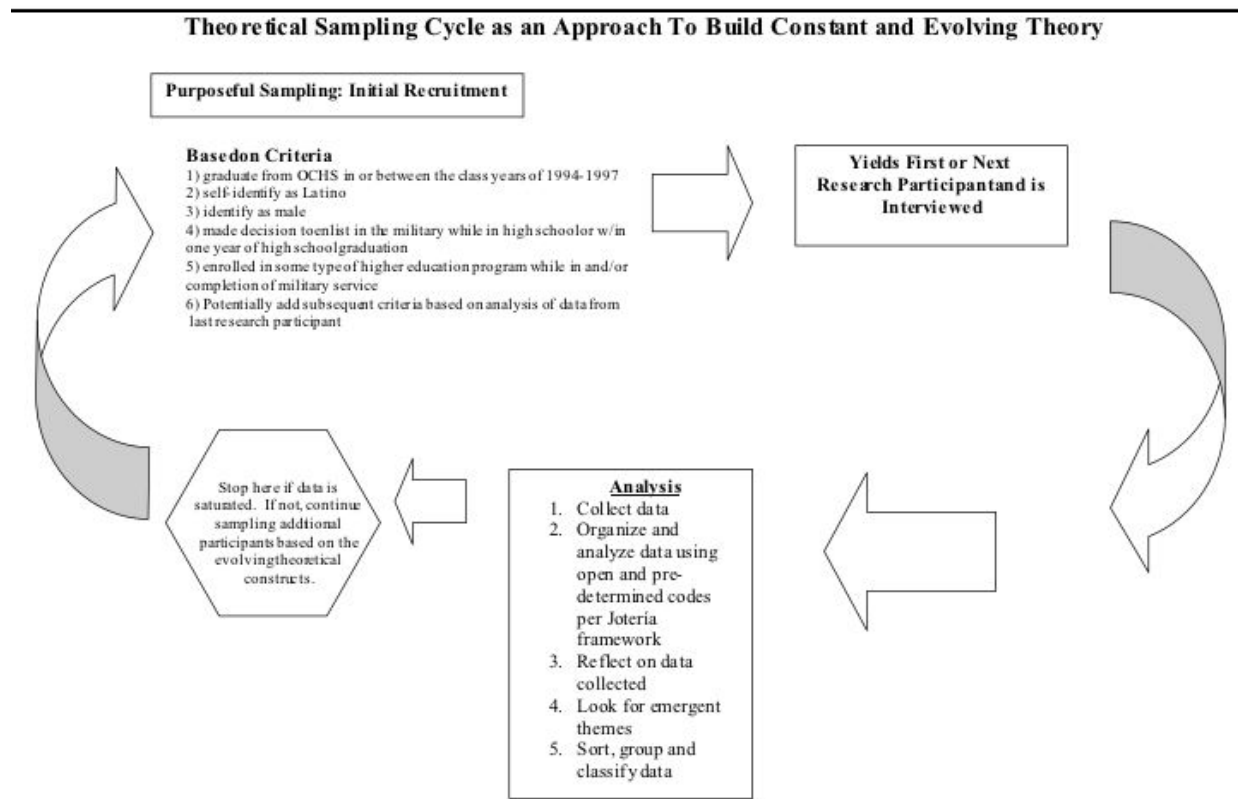 Theoretical Sampling Cycle as an Approach To Build Constant and Evolving Theory
Purposeful Sampling: Initial Recruitment
Basedon Criteria
1) graduate from OCHS in or between the class years of 1994-1997
2) self-identify as Latino
3) identify as male
4) made decision toenlist in the military while in high schoolor w/in
one year of high schoolgraduation
5) enrolled in some type of higher education program while in and/or
completion of military service
6) Potentially add subsequent criteria based on analysis of datafrom
last research participant
Yields First or Next
Research Participantand is
Interviewed
Analysis
1. Collect data
2. Organize and
analyze data using
open and pre-
determined codes
per Jotería
framework
3. Reflect on data
collected
4. Look for emergent
themes
5. Sort, group and
classify data
Stop here if data is
saturated. If not, continue
sampling addtional
participants based on the
evolvingtheoretical
constructs.